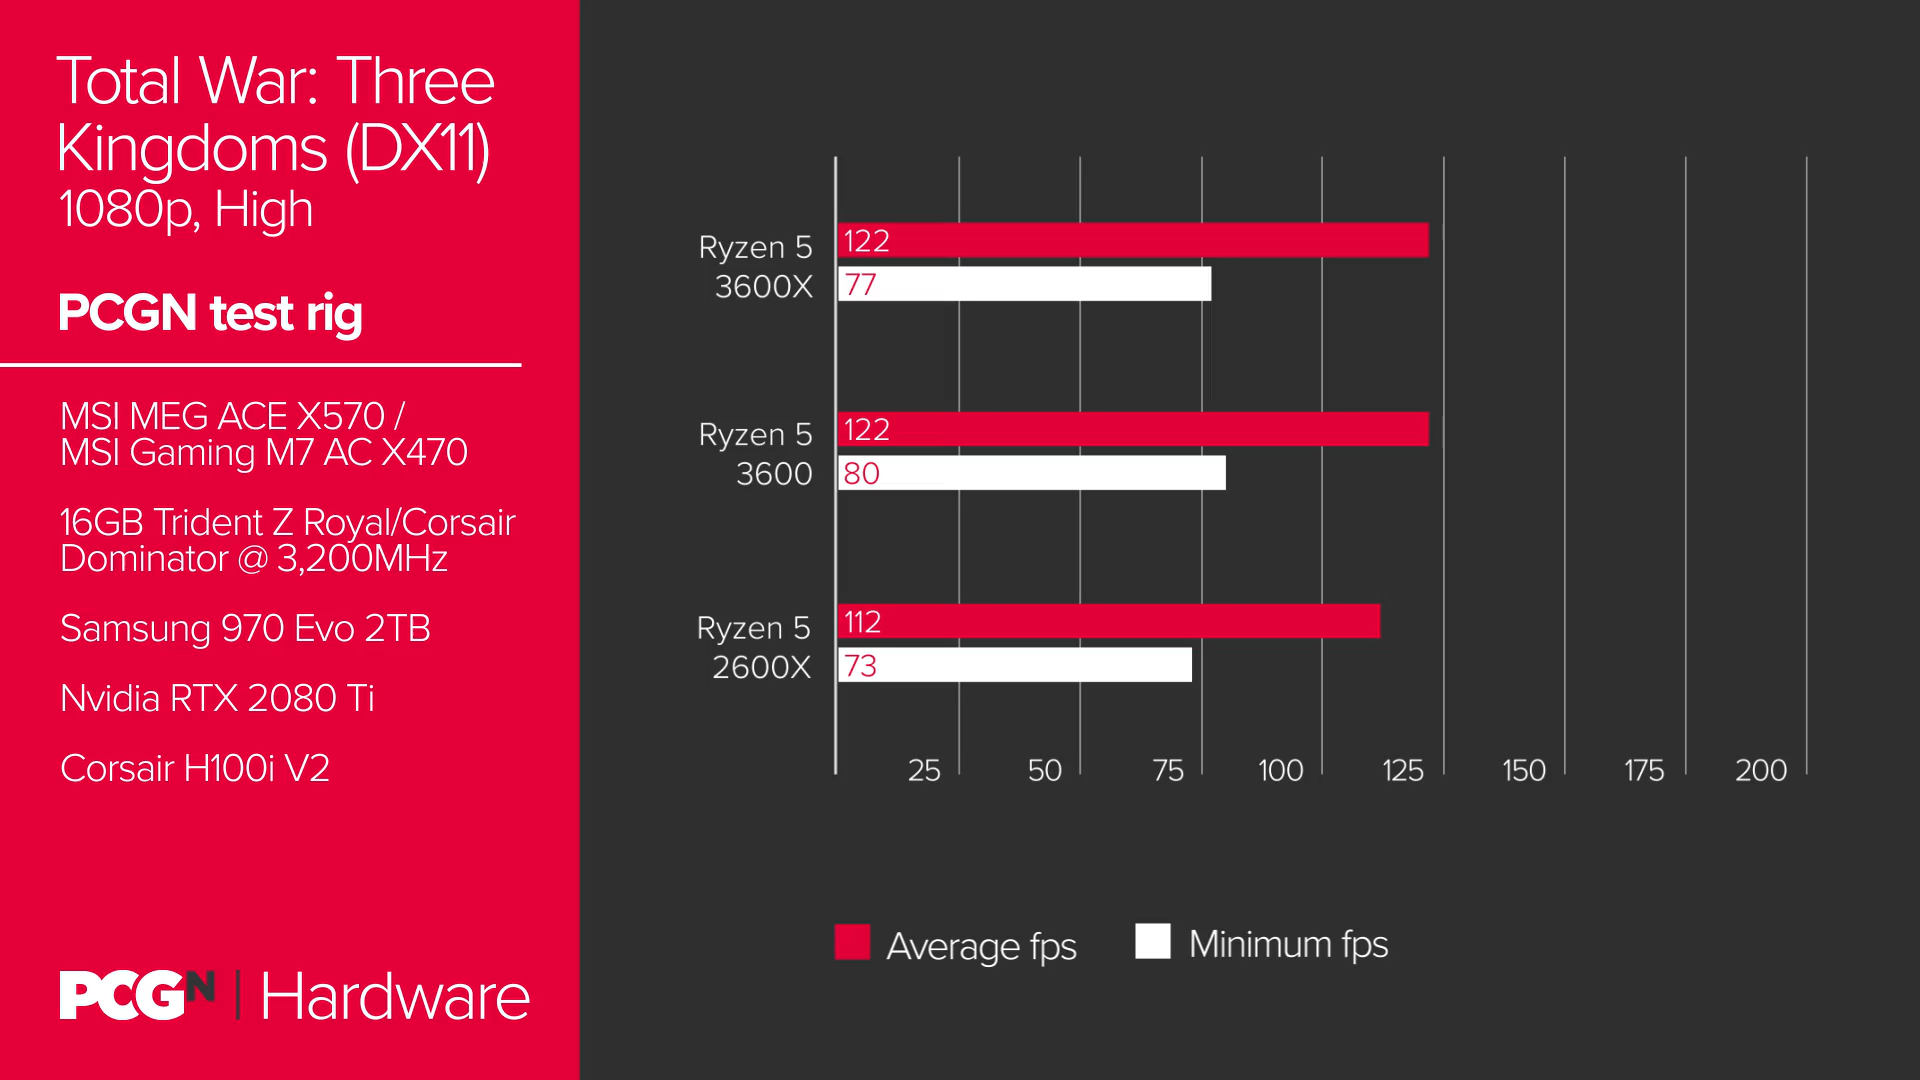 Total War: Three
Kingdoms (DX11)
1080p, High
PCGN test rig
MSI MEG ACE X570 /
MSI Gaming M7 AC X470
16GB Trident Z Royal/Corsair
Dominator @ 3,200MHz
Samsung 970 Evo 2TB
Nvidia RTX 2080 Ti
Corsair H100i V2
PCGN | Hardware
Ryzen 5
3600X
122
77
Ryzen 5
3600
122
80
Ryzen 5
2600X
112
73
25 50 75 100 125 150 175 200
Average fps Minimum fps